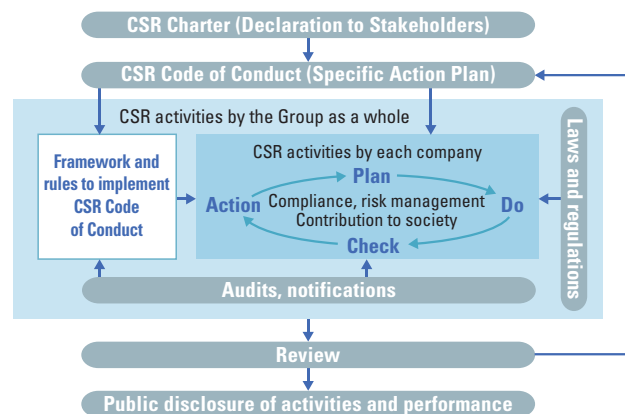 CSR Charter (Declaration to Stakeholders)
CSR Code of Conduct (Specific Action Plan)
CSR activities by the Group as a whole
Framework and
rules to implement
CSR Code
of Conduct
CSR activities by each company
Plan
Action
Compliance, risk management
Contribution to society
Do
Check
Laws and regulations
Audits, notifications
Review
Public disclosure of activities and performance